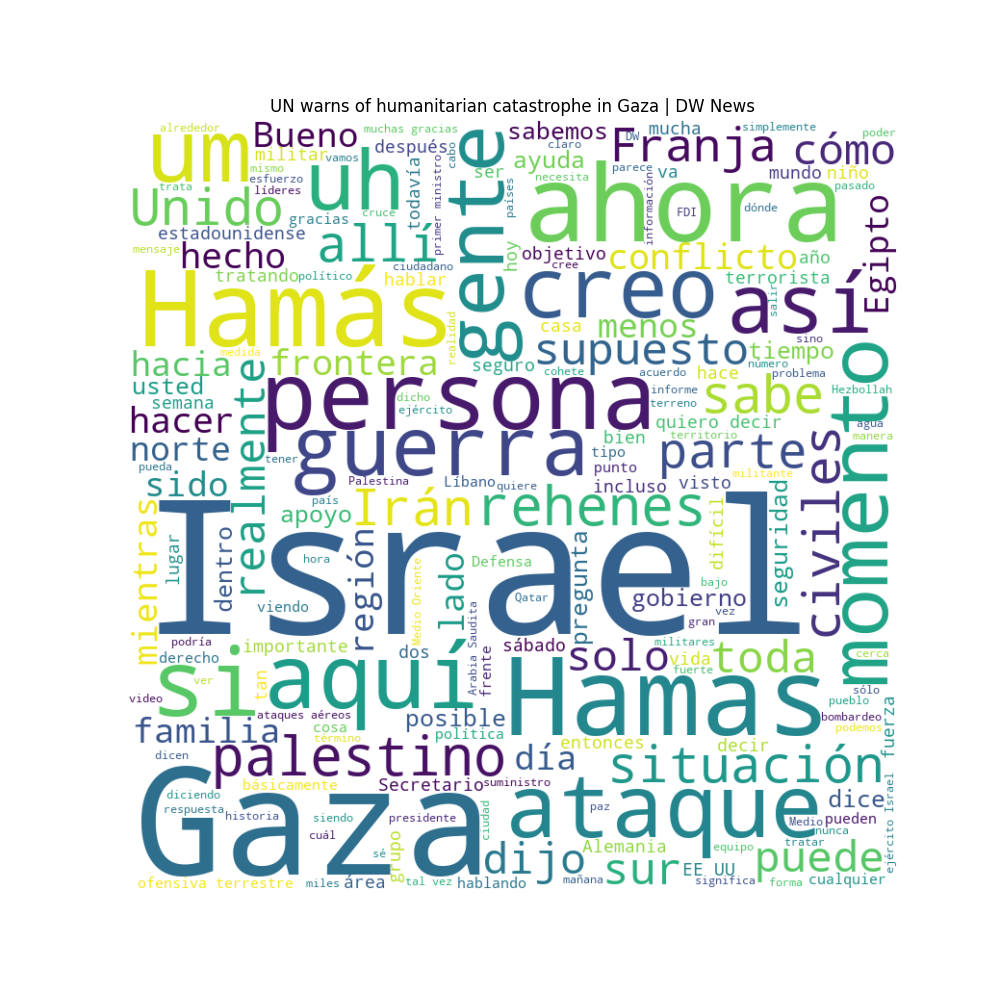 UN warns of humanitarian catastrophe in Gaza | DW News
alrededor
um
Bueno
muchas gracias
después
gente
cabo
sabemos
claro
DW
mucha
simplemente
poder
Franja
cómo
militar
vamos
mismo
esfuerzo
líderes
trata
uh
todavía
primer ministro
ser
ayuda
necesita
parece
va
mundo
niño
pasado
Unido
gracias
cruce
países
ahora
informacióne
FDI
dónde
Egipto
estadounidense
allí
mensaje
hecho
tratando
político
ciudadano
hablar
hoy
objetivo
cree
conflicto
año
terrorista
salir
Hamás
realidad
creo
así
casa
menos
sino
supuesto
tiempo
hacia
medida
frontera
seguro
cohete
acuerdo
hace
número
problema
momento
usted
semana
realmente
persona
dicho
ejército
informe
terreno
sabe
Hezbollah
hacer
quiero decir
agua
norte
tener
guerra
bien
territorio
manera
pueda
tipo
punto
parte
civiles
sido
Palestina
Líbano
quiere
incluso
visto
militante
país
mientras
lugar
dentro
apoyo
Irán
rehenes
difícil
seguridad
Israel
hora
región
Medio Oriente
lado
Defensa
pregunta
Qatar
bajo
gobierno
vez
viendo
gran
podría
importante
dos
Arabia Saudita
frente
sábado
solo
militares
vida
fuerte
toda
cerca
derecho
si
ver
tan
aquí
Hamas
sólo
pueblo
fuerza
video
ataques aéreos
cosa
posible
política
bombardeo
podemos
familia
término
palestino
día
entonces
decir
dicen
básicamente
Secretario
suministro
situación
ejército Israel
Gaza
diciendo
respuesta
historia
siendo
presidente
ciudad
ataque
paz
dice
Medio
pueden
nunca
cuál
sé
grupo
dijo
Alemania
equipo
tratar
puede
sur
EE UU
ofensiva terrestre
miles
área
tal vez
hablando
mañana
significa
forma
cualquier